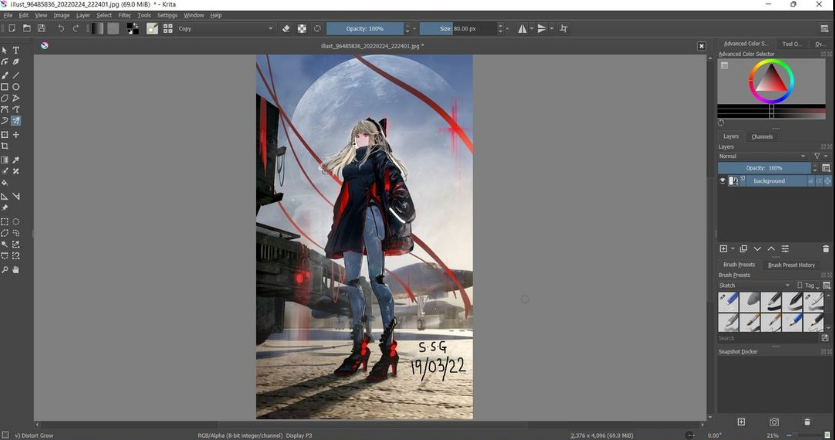 illust_96485836_20220224_222401.jpg (69.0 MiB) * - Krita
File Edit View Image Layer Select Filter Tools Settings Window Help
Copy Opacity: 100% Size: 80.00 px
illust_96485836_20220224_222401.jpg *
Advanced Color S... Tool O...
Advanced Color Selector
Layers Channels
Layers
Normal
Opacity: 100%
background
Brush Presets Brush Preset History
Brush Presets
Sketch Tag
Search
Snapshot Docker
SSG
19/03/22
v) Distort Grow RGB/Alpha (8-bit integer/channel) Display P3 2,376 x 4,096 (69.0 MiB) 0.00° 21%